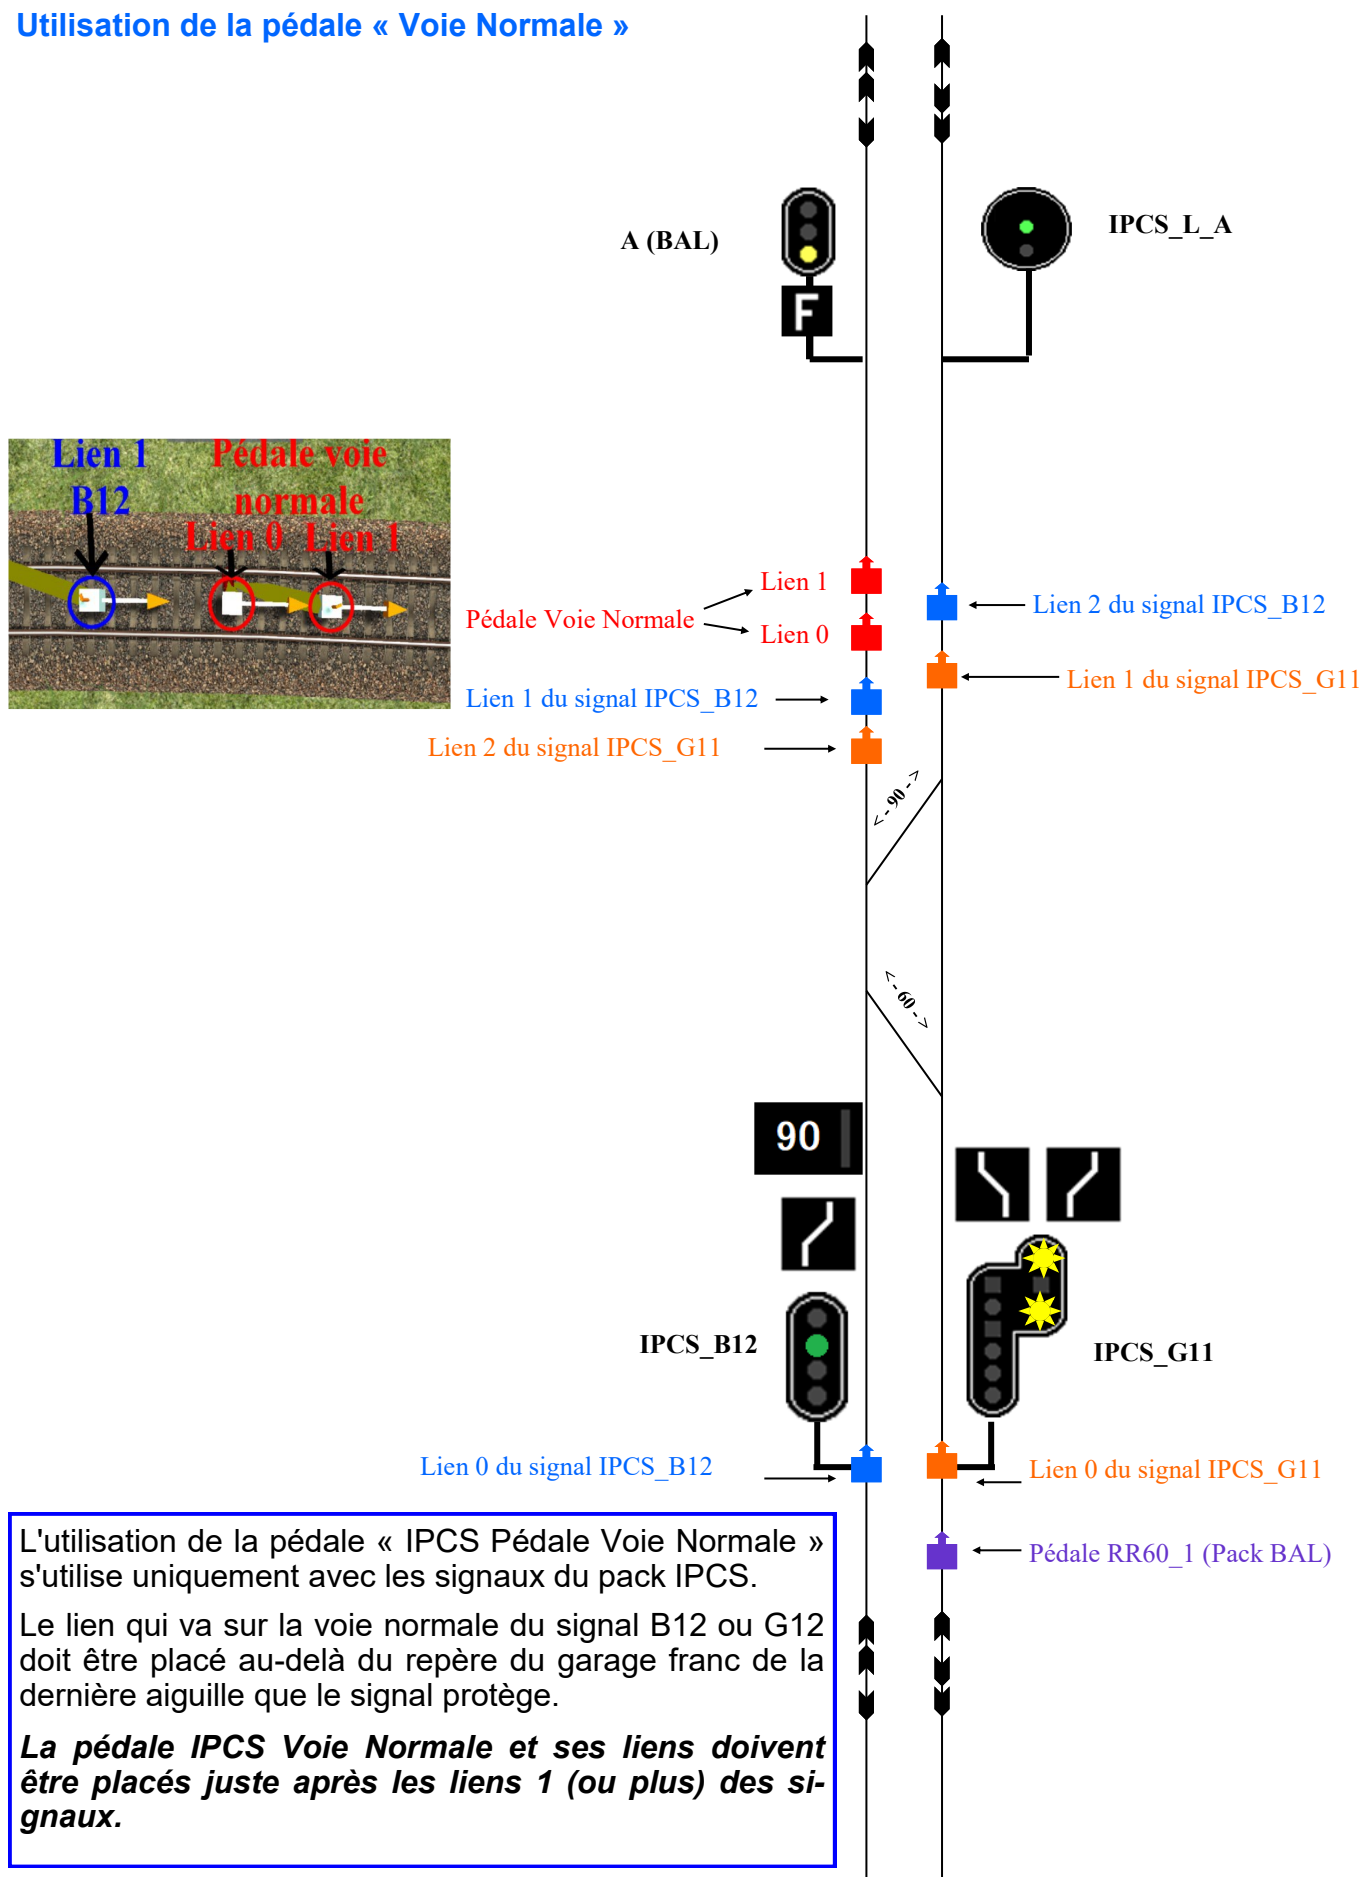 Utilisation de la pédale « Voie Normale »
A (BAL)
IPCS_L_A
F
Lien 1
B12
Pédale voie
normale
Lien 0 Lien 1
Lien 1
Pédale Voie Normale
Lien 0
Lien 2 du signal IPCS_B12
Lien 1 du signal IPCS_G11
Lien 1 du signal IPCS_B12
Lien 2 du signal IPCS_G11
<- 90 ->
<- 60 ->
90
IPCS_B12
IPCS_G11
Lien 0 du signal IPCS_B12
Lien 0 du signal IPCS_G11
Pédale RR60_1 (Pack BAL)
L'utilisation de la pédale « IPCS Pédale Voie Normale »
s'utilise uniquement avec les signaux du pack IPCS.
Le lien qui va sur la voie normale du signal B12 ou G12
doit être placé au-delà du repère du garage franc de la
dernière aiguille que le signal protège.
La pédale IPCS Voie Normale et ses liens doivent
être placés juste après les liens 1 (ou plus) des si-
gnaux.